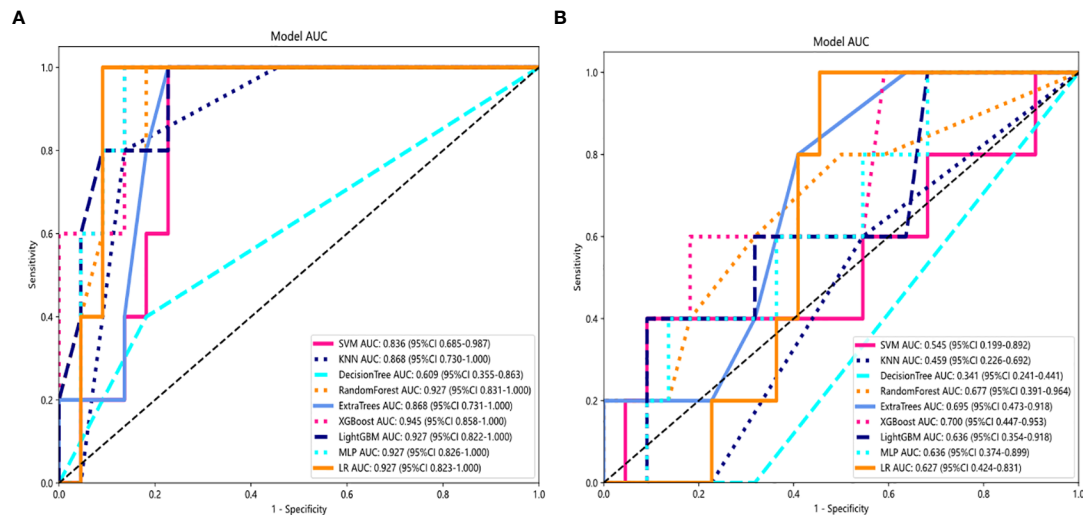 A
Model AUC
1.0
0.8
0.6
0.4
0.2
0.0
Sensitivity
SVM AUC: 0.836 (95%CI 0.685-0.987)
KNN AUC: 0.868 (95%CI 0.730-1.000)
DecisionTree AUC: 0.609 (95%CI 0.355-0.863)
RandomForest AUC: 0.927 (95%CI 0.831-1.000)
ExtraTrees AUC: 0.868 (95%CI 0.731-1.000)
XGBoost AUC: 0.945 (95%CI 0.858-1.000)
LightGBM AUC: 0.927 (95%CI 0.822-1.000)
MLP AUC: 0.927 (95%CI 0.826-1.000)
LR AUC: 0.927 (95%CI 0.823-1.000)
0.0 0.2 0.4 0.6 0.8 1.0
1 - Specificity
B
Model AUC
1.0
0.8
0.6
0.4
0.2
0.0
Sensitivity
SVM AUC: 0.545 (95%CI 0.199-0.892)
KNN AUC: 0.459 (95%CI 0.226-0.692)
DecisionTree AUC: 0.341 (95%CI 0.241-0.441)
RandomForest AUC: 0.677 (95%CI 0.391-0.964)
ExtraTrees AUC: 0.695 (95%CI 0.473-0.918)
XGBoost AUC: 0.700 (95%CI 0.447-0.953)
LightGBM AUC: 0.636 (95%CI 0.354-0.918)
MLP AUC: 0.636 (95%CI 0.374-0.899)
LR AUC: 0.627 (95%CI 0.424-0.831)
0.0 0.2 0.4 0.6 0.8 1.0
1 - Specificity